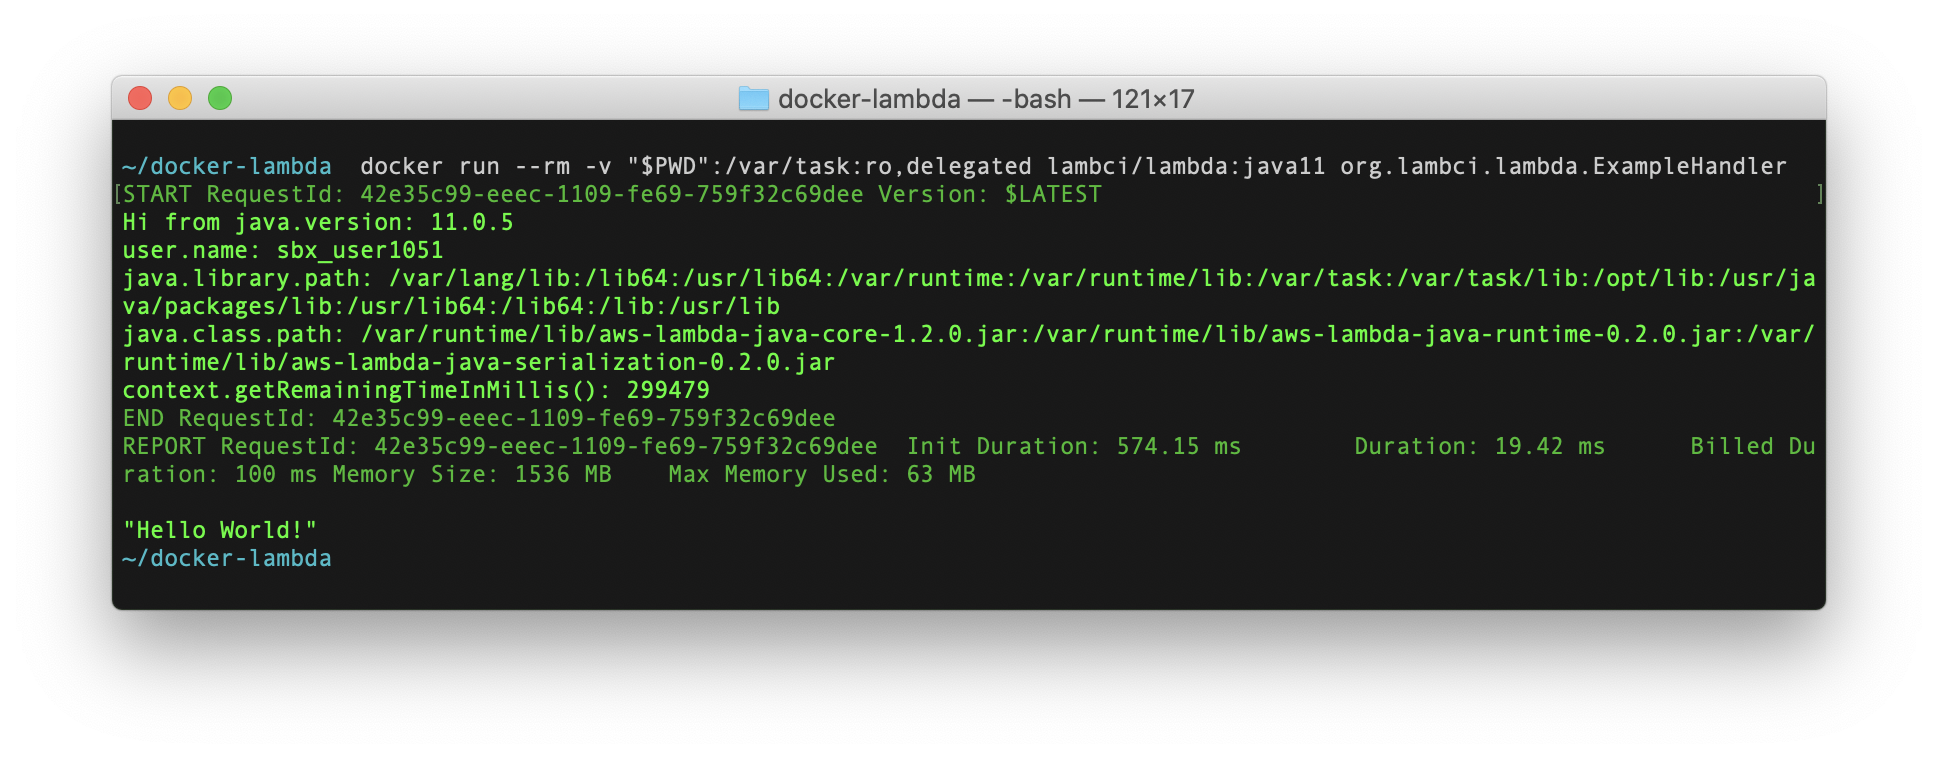 docker-lambda — -bash — 121×17
~/docker-lambda  docker run --rm -v "$PWD":/var/task:ro,delegated lambci/lambda:java11 org.lambci.lambda.ExampleHandler
[START RequestId: 42e35c99-eeec-1109-fe69-759f32c69dee Version: $LATEST ]
Hi from java.version: 11.0.5
user.name: sbx_user1051
java.library.path: /var/lang/lib:/lib64:/usr/lib64:/var/runtime:/var/runtime/lib:/var/task:/var/task/lib:/opt/lib:/usr/ja
va/packages/lib:/usr/lib64:/lib64:/lib:/usr/lib
java.class.path: /var/runtime/lib/aws-lambda-java-core-1.2.0.jar:/var/runtime/lib/aws-lambda-java-runtime-0.2.0.jar:/var/
runtime/lib/aws-lambda-java-serialization-0.2.0.jar
context.getRemainingTimeInMillis(): 299479
END RequestId: 42e35c99-eeec-1109-fe69-759f32c69dee
REPORT RequestId: 42e35c99-eeec-1109-fe69-759f32c69dee  Init Duration: 574.15 ms        Duration: 19.42 ms      Billed Du
ration: 100 ms Memory Size: 1536 MB    Max Memory Used: 63 MB
"Hello World!"
~/docker-lambda